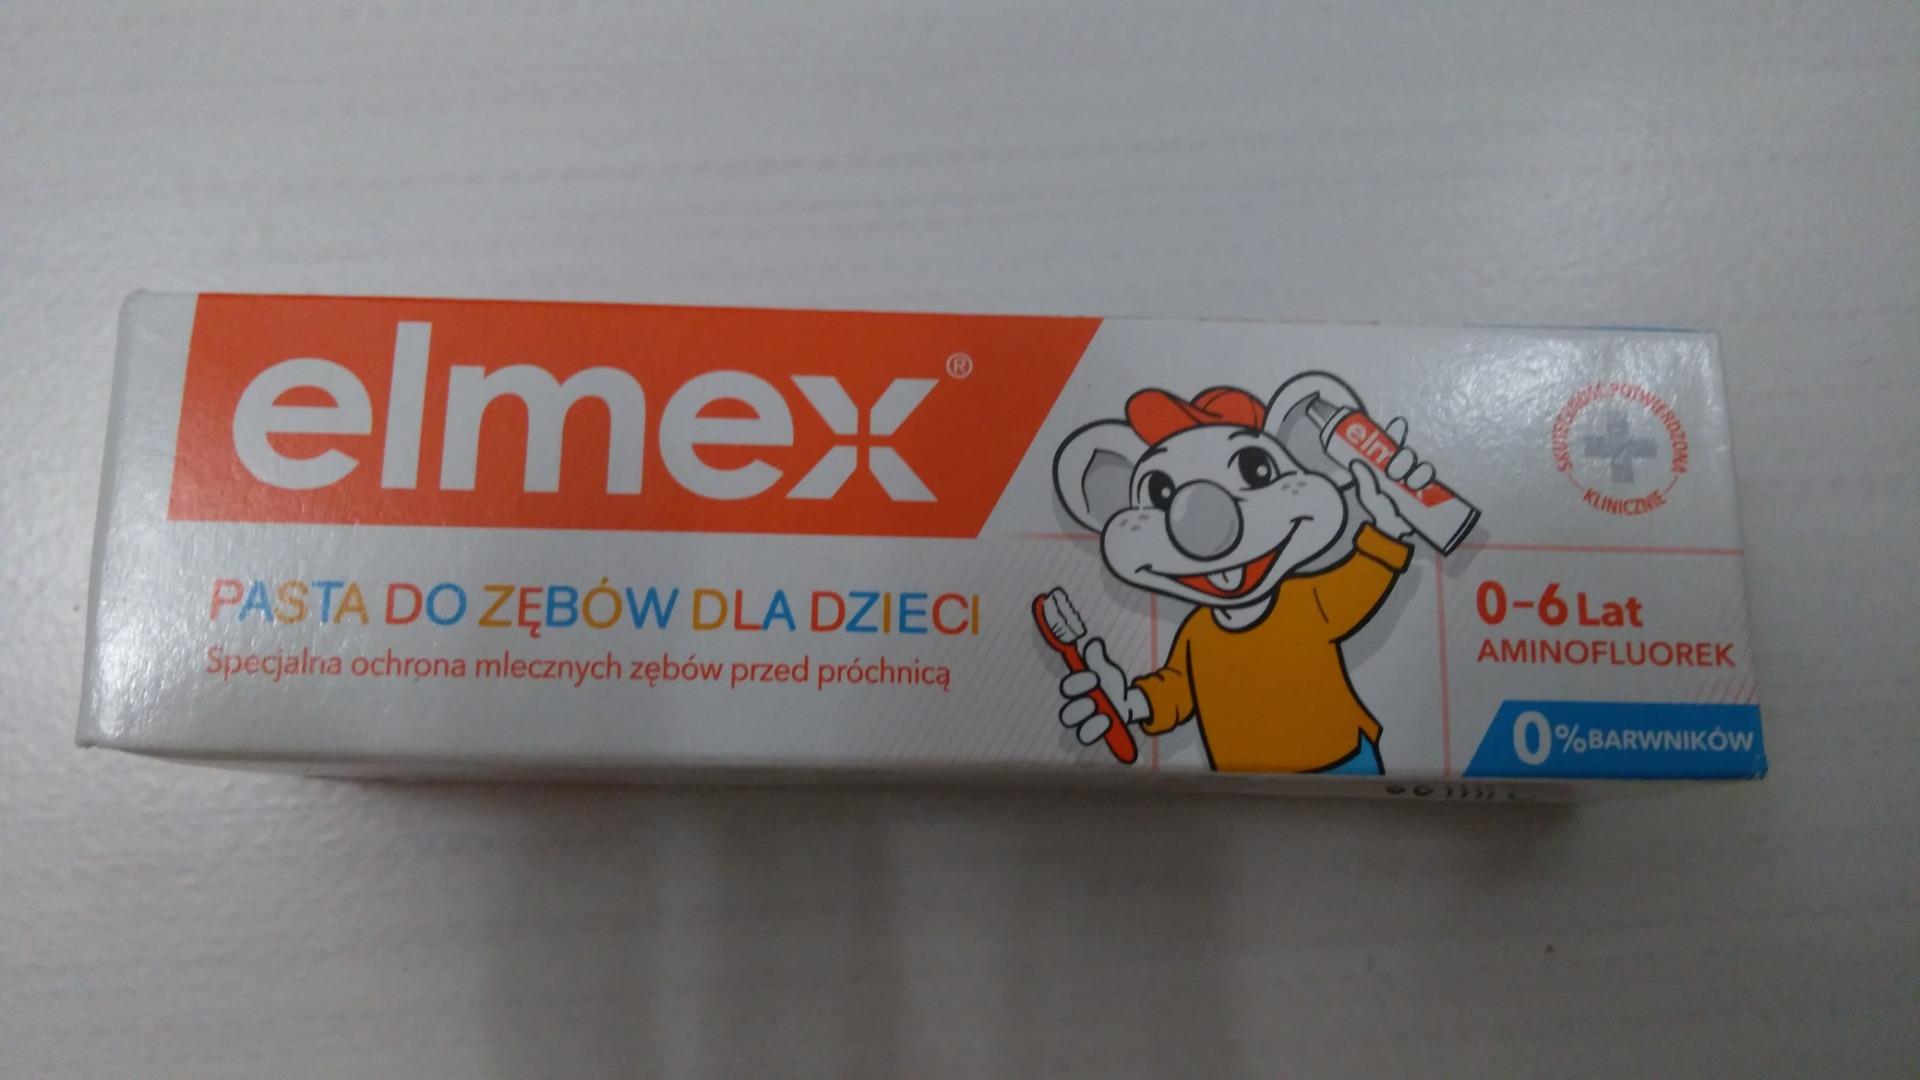 elmex®
PASTA DO ZĘBÓW DLA DZIECI
Specjalna ochrona mlecznych zębów przed próchnicą
elm x
SKUTECZNOŚĆ POTWIERDZONA
KLINICZNIE
0-6 Lat
AMINOFLUOREK
0% BARWNIKÓW